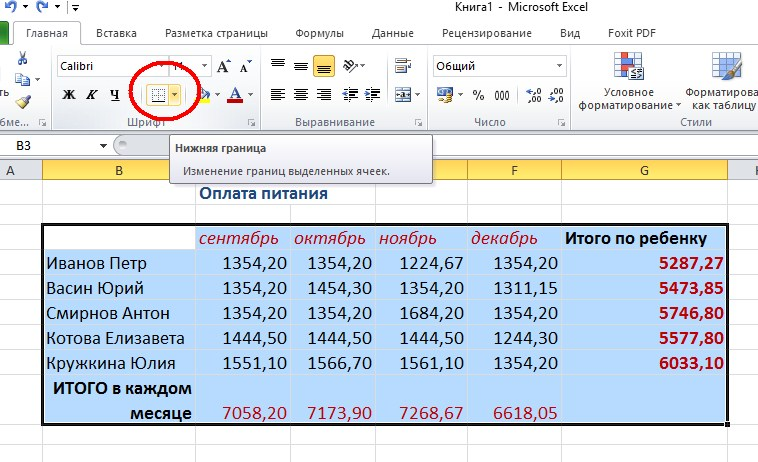 Книга1 - Microsoft Excel
Главная Вставка Разметка страницы Формулы Данные Рецензирование Вид Foxit PDF
Calibri 11 A A Общий
Ж К Ч А % 000 Условное форматирование Форматировать как таблицу
Шрифт Выравнивание Число Стили
B3
Нижняя граница
Изменение границ выделенных ячеек.
A B F G
Оплата питания
сентябрь октябрь ноябрь декабрь Итого по ребенку
Иванов Петр 1354,20 1354,20 1224,67 1354,20 5287,27
Васин Юрий 1354,20 1454,30 1354,20 1311,15 5473,85
Смирнов Антон 1354,20 1354,20 1684,20 1354,20 5746,80
Котова Елизавета 1444,50 1444,50 1444,50 1244,30 5577,80
Кружкина Юлия 1551,10 1566,70 1561,10 1354,20 6033,10
ИТОГО в каждом
месяце 7058,20 7173,90 7268,67 6618,05